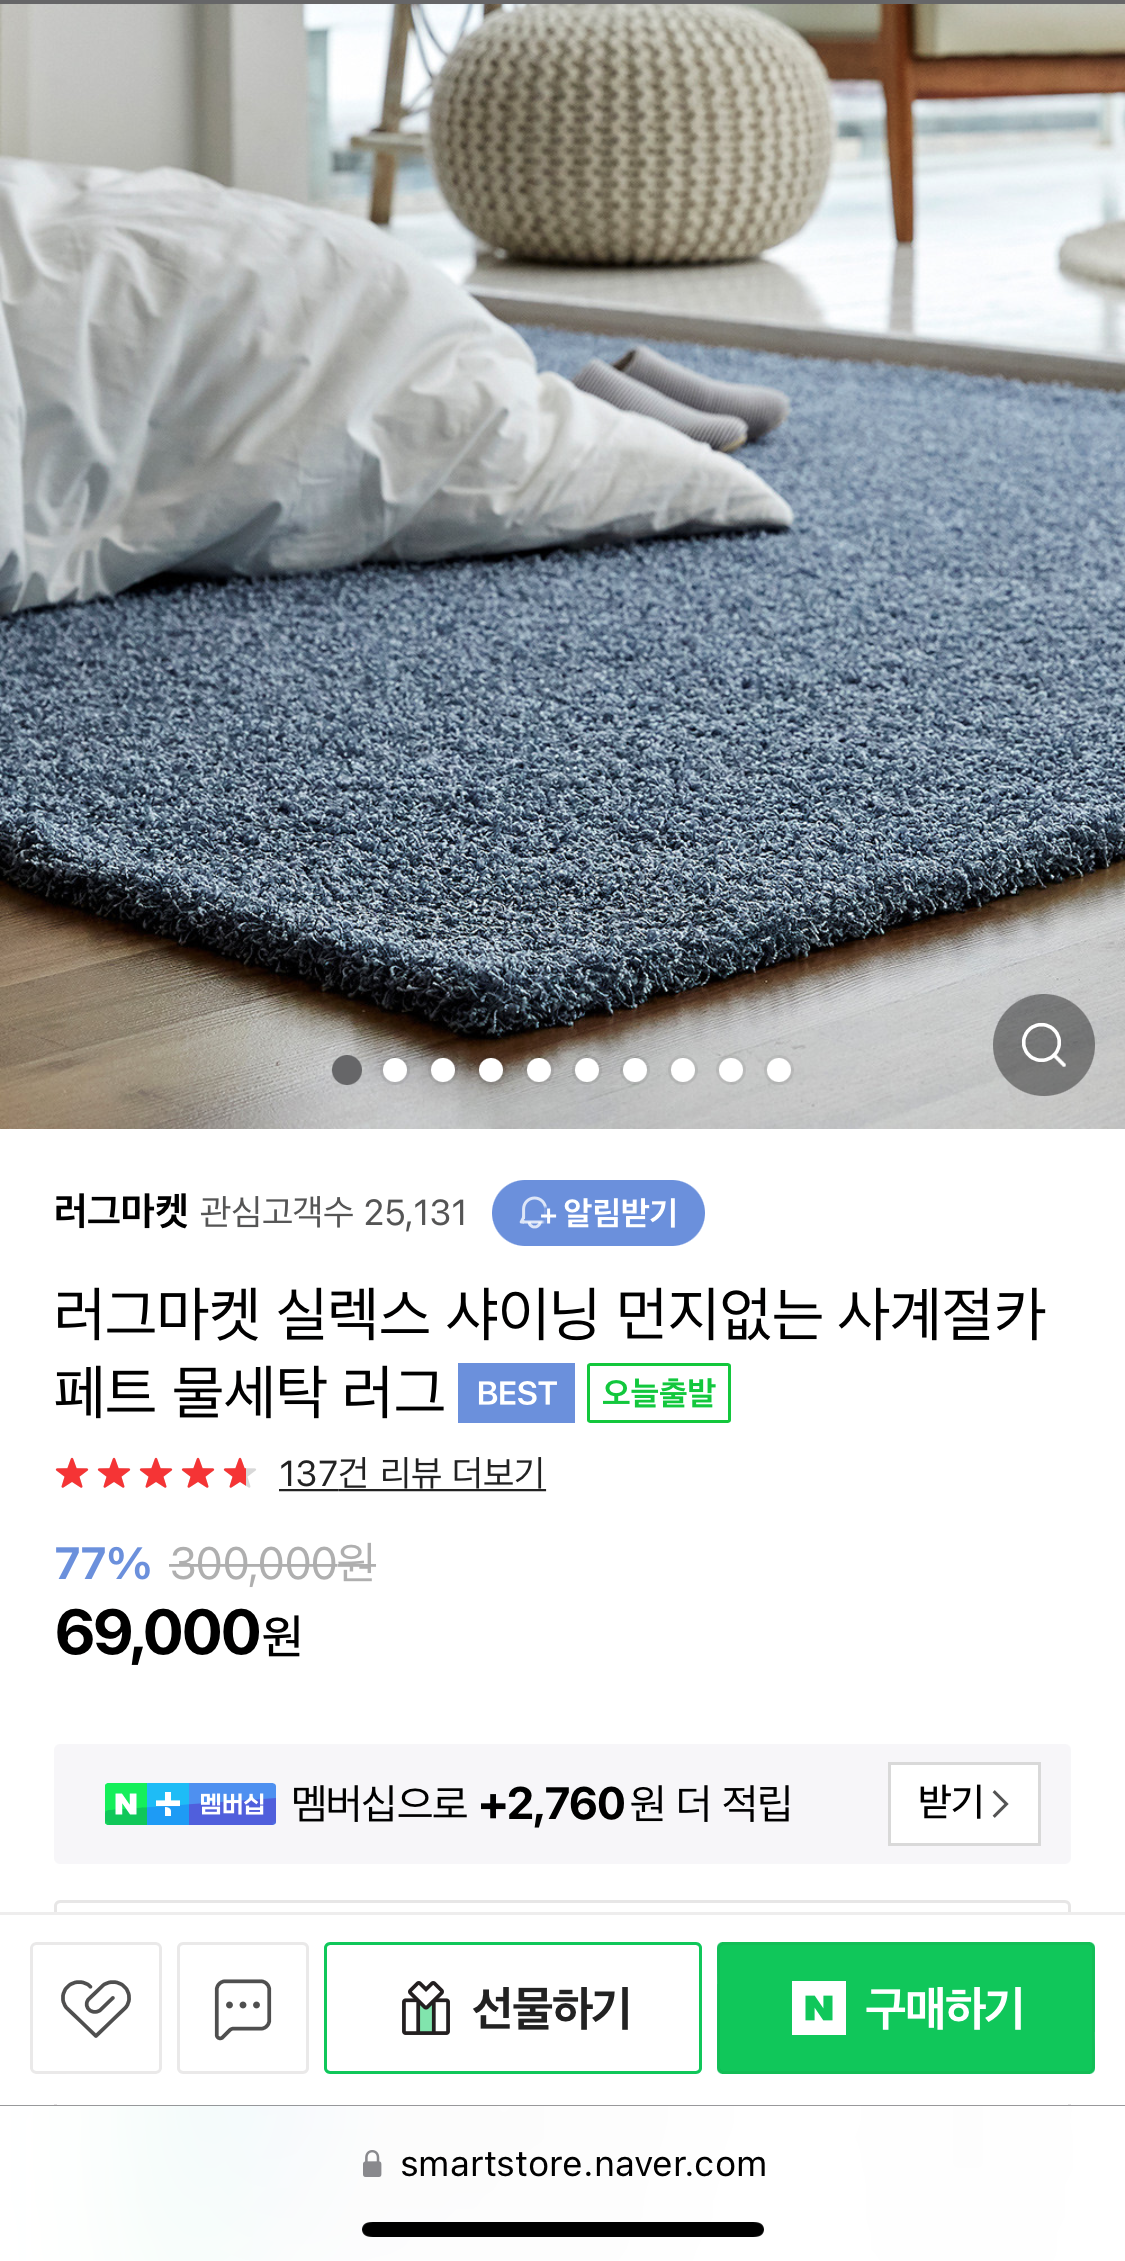 러그마켓 관심고객수 25,131 알림받기
러그마켓 실렉스 샤이닝 먼지없는 사계절카
페트 물세탁 러그 BEST 오늘출발
137건 리뷰 더보기
77% 300,000원
69,000원
N + 멤버십 멤버십으로 +2,760원 더 적립 받기
선물하기 N 구매하기
smartstore.naver.com